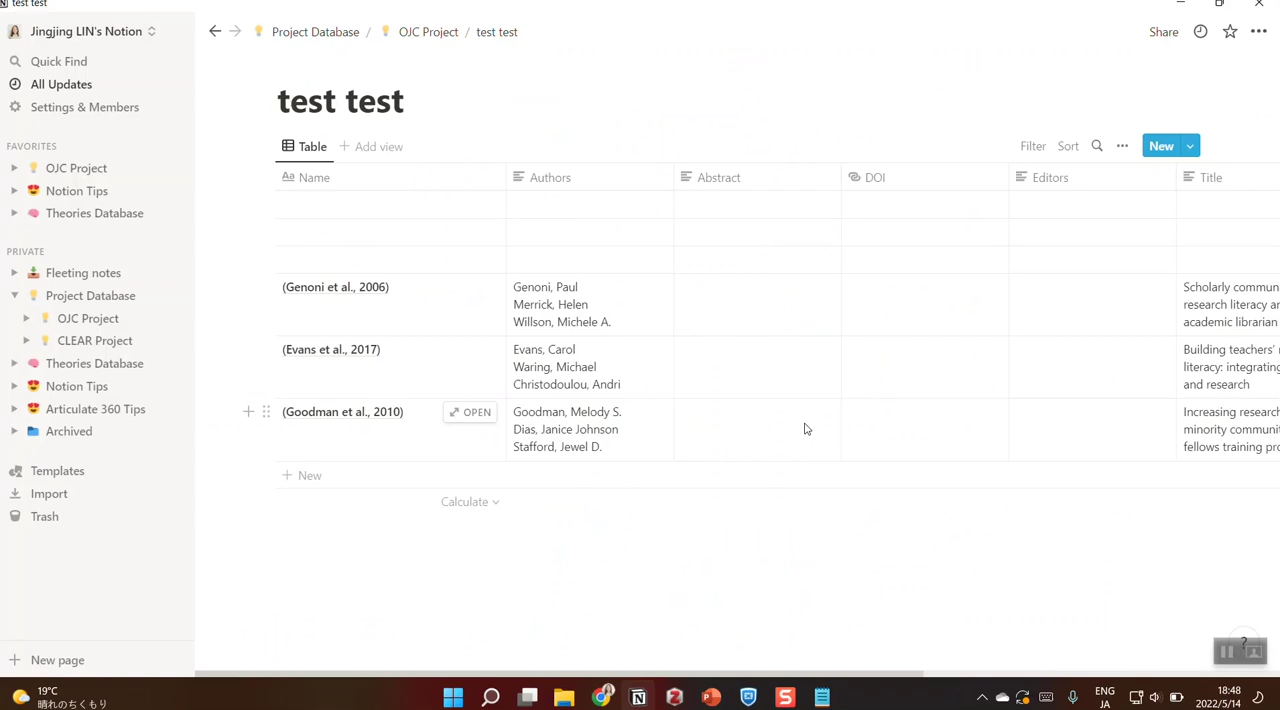 test test
Jingjing LIN's Notion
Project Database / OJC Project / test test
Share
Quick Find
All Updates
Settings & Members
FAVORITES
OJC Project
Notion Tips
Theories Database
PRIVATE
Fleeting notes
Project Database
OJC Project
CLEAR Project
Theories Database
Notion Tips
Articulate 360 Tips
Archived
Templates
Import
Trash
New page
test test
Table
Add view
Filter
Sort
New
Aa Name
Authors
Abstract
DOI
Editors
Title
(Genoni et al., 2006)
Genoni, Paul
Merrick, Helen
Willson, Michele A.
Scholarly commun
research literacy an
academic librarian
(Evans et al., 2017)
Evans, Carol
Waring, Michael
Christodoulou, Andri
Building teachers'
literacy: integrating
and research
(Goodman et al., 2010)
OPEN
Goodman, Melody S.
Dias, Janice Johnson
Stafford, Jewel D.
Increasing research
minority communit
fellows training pro
New
Calculate
?
19°C
晴れのちくもり
ENG
JA
18:48
2022/5/14